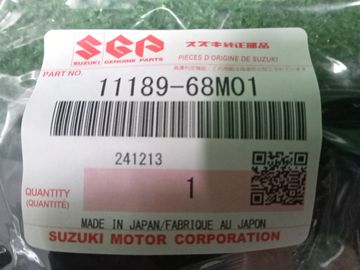 SGP
スズキ純正部品
SUZUKI GENUINE PARTS
PIECES D'ORIGINE DE SUZUKI
PART NO.
11189-68M01
241213
QUANTITY
(QUANTITÉ)
1
MADE IN JAPAN/FABRIQUE AU JAPON
SUZUKI MOTOR CORPORATION